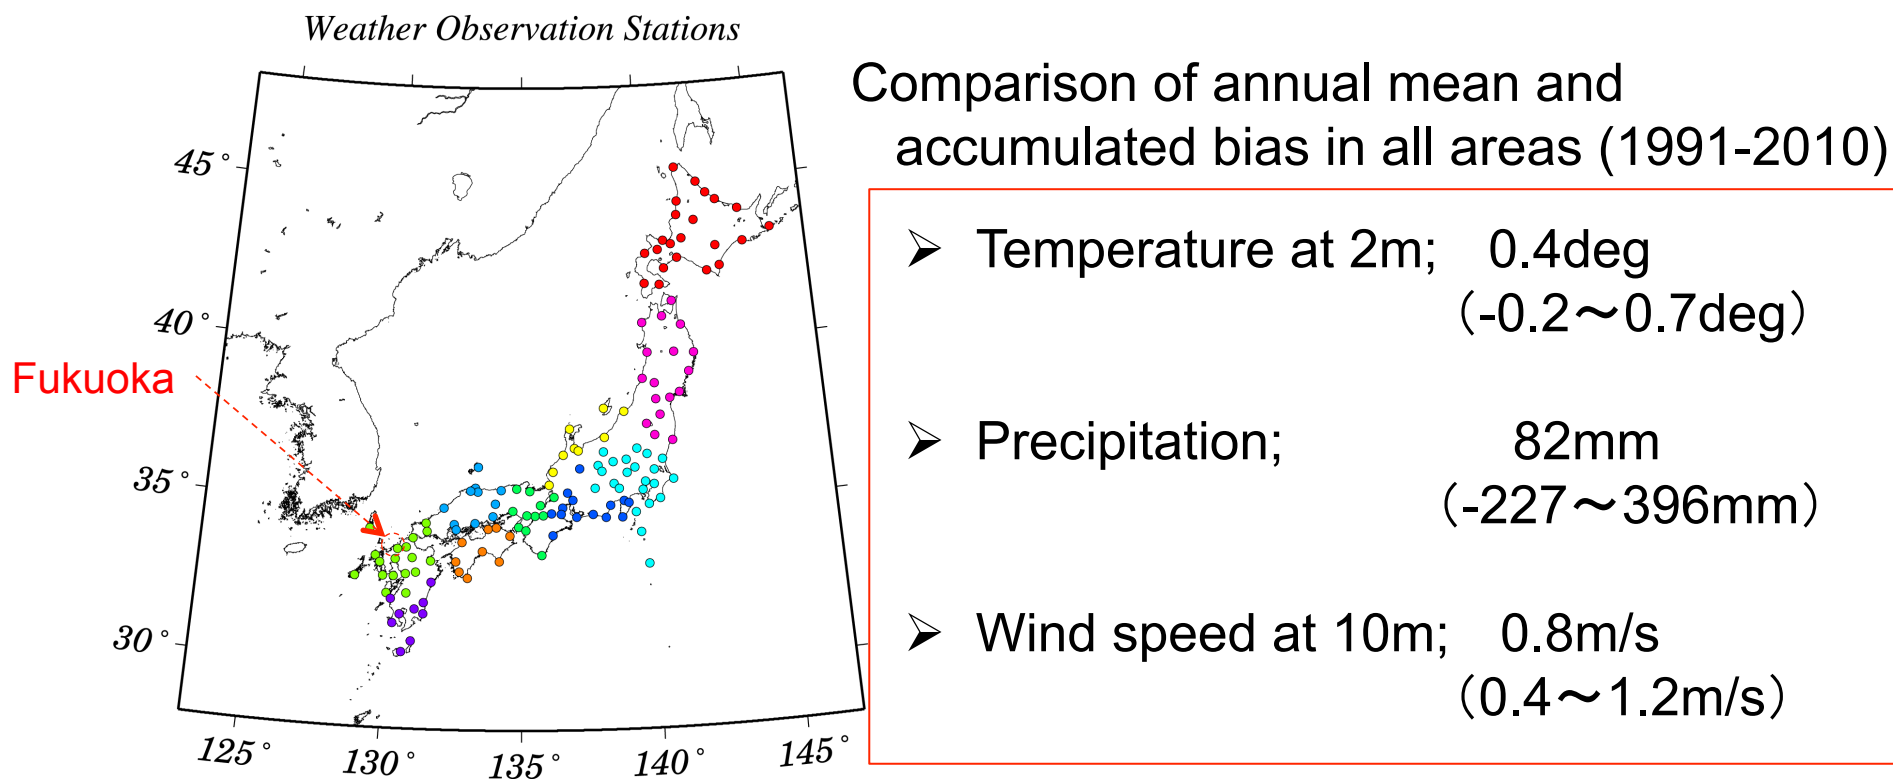 Weather Observation Stations
45°
40°
35°
30°
125°
130°
135°
140°
145°
Fukuoka
Comparison of annual mean and
accumulated bias in all areas (1991-2010)
➢ Temperature at 2m; 0.4deg
（-0.2～0.7deg）
➢ Precipitation; 82mm
（-227～396mm）
➢ Wind speed at 10m; 0.8m/s
（0.4～1.2m/s）